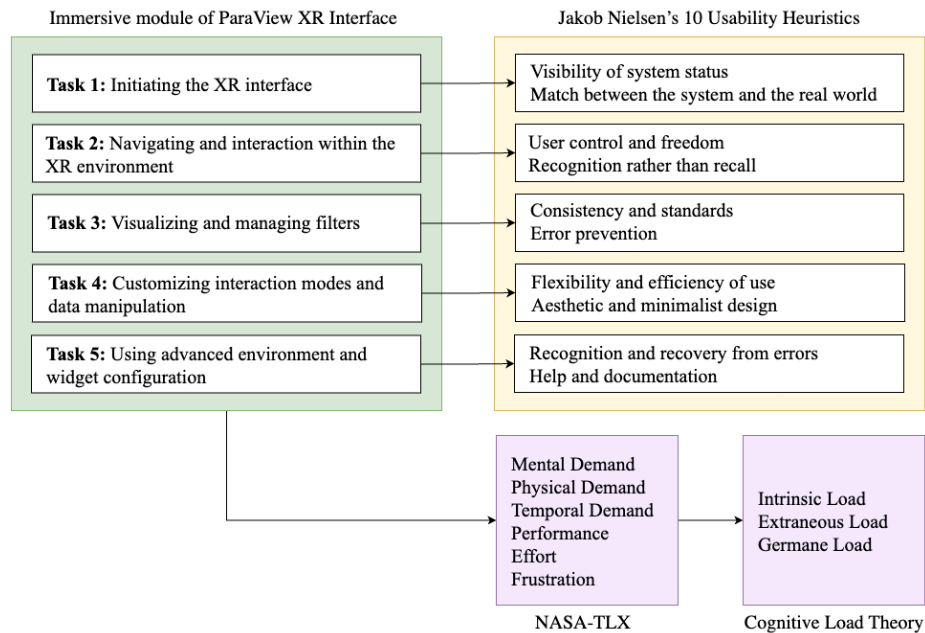 Immersive module of ParaView XR Interface
Jakob Nielsen's 10 Usability Heuristics
Task 1: Initiating the XR interface
Visibility of system status
Match between the system and the real world
Task 2: Navigating and interaction within the
XR environment
User control and freedom
Recognition rather than recall
Task 3: Visualizing and managing filters
Consistency and standards
Error prevention
Task 4: Customizing interaction modes and
data manipulation
Flexibility and efficiency of use
Aesthetic and minimalist design
Task 5: Using advanced environment and
widget configuration
Recognition and recovery from errors
Help and documentation
Mental Demand
Physical Demand
Temporal Demand
Performance
Effort
Frustration
NASA-TLX
Intrinsic Load
Extraneous Load
Germane Load
Cognitive Load Theory